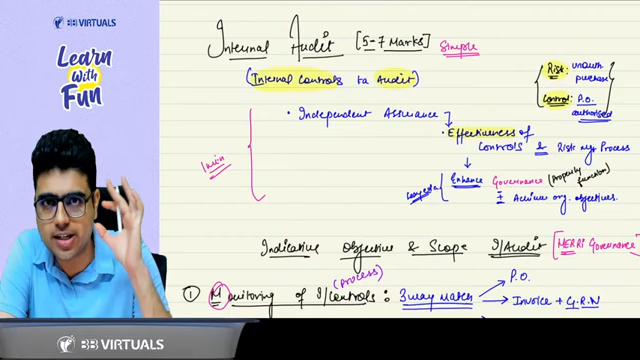 BB VIRTUALS
Learn
With
Fun
Internal Audit [5-7 Marks] Simple
(Internal Controls ka Audit)
Risk: unauth
purchase
Control: P.O.
authorised
1 min
• Independent Assurance
• Effectiveness of
Controls & Risk mgt Process
Enhance Governance (properly
function)
& Achieve org. objectives.
Indicative Objective & Scope I/Audit [MERRI Governance]
(process)
① Monitoring of I/Controls: 3 way match
P.O.
Invoice + G.R.N
BB VIRTUALS